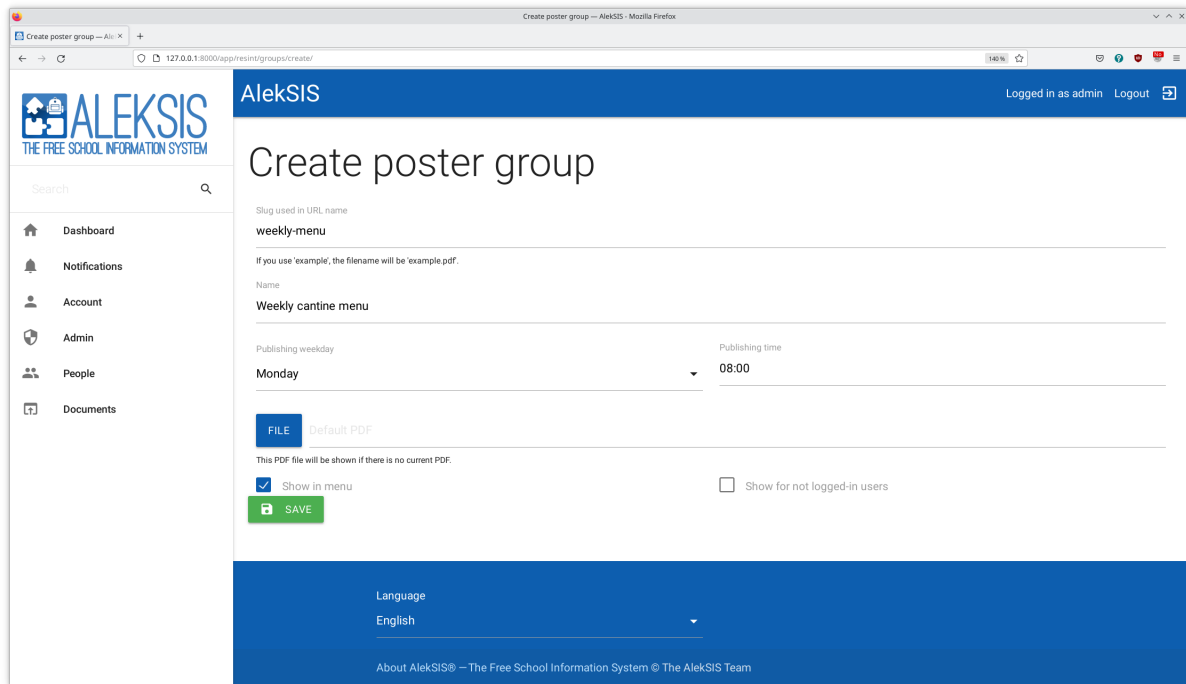 Create poster group — AlekSIS - Mozilla Firefox
Create poster group — Alek
127.0.0.1:8000/app/resint/groups/create/
140 %
No
ALEKSIS
THE FREE SCHOOL INFORMATION SYSTEM
AlekSIS
Logged in as admin Logout
Search
Dashboard
Notifications
Account
Admin
People
Documents
Create poster group
Slug used in URL name
weekly-menu
If you use 'example', the filename will be 'example.pdf'.
Name
Weekly cantine menu
Publishing weekday
Monday
Publishing time
08:00
FILE Default PDF
This PDF file will be shown if there is no current PDF.
Show in menu
Show for not logged-in users
SAVE
Language
English
About AlekSIS® — The Free School Information System © The AlekSIS Team